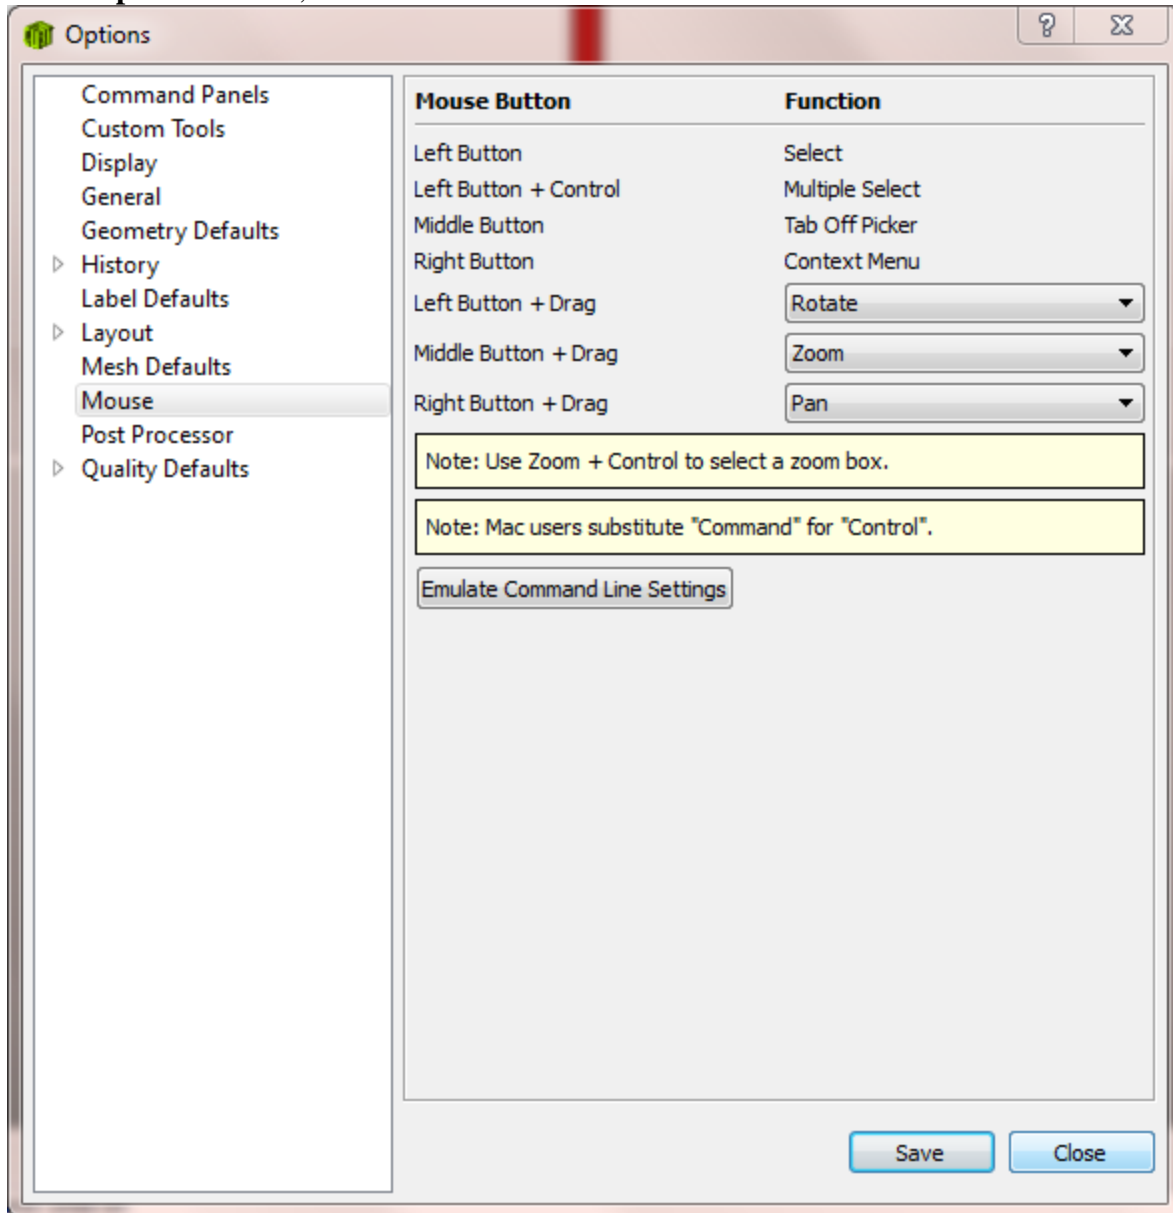 Options
Command Panels
Custom Tools
Display
General
Geometry Defaults
History
Label Defaults
Layout
Mesh Defaults
Mouse
Post Processor
Quality Defaults
Mouse Button Function
Left Button Select
Left Button + Control Multiple Select
Middle Button Tab Off Picker
Right Button Context Menu
Left Button + Drag Rotate
Middle Button + Drag Zoom
Right Button + Drag Pan
Note: Use Zoom + Control to select a zoom box.
Note: Mac users substitute "Command" for "Control".
Emulate Command Line Settings
Save Close